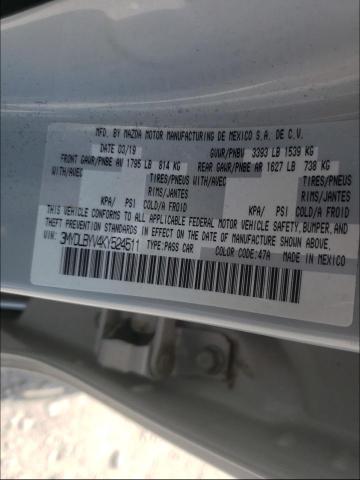 MFD. BY MAZDA MOTOR MANUFACTURING DE MEXICO S.A. DE C.V.
DATE 03/19 GVWR/PNBV 3393 LB 1539 KG
FRONT GAWR/PNBE AV 1795 LB 814 KG REAR GAWR/PNBE AR 1627 LB 738 KG
WITH/AVEC TIRES/PNEUS WITH/AVEC TIRES/PNEUS
RIMS/JANTES RIMS/JANTES
KPA/ PSI COLD/A FROID KPA/ PSI COLD/A FROID
THIS VEHICLE CONFORMS TO ALL APPLICABLE FEDERAL MOTOR VEHICLE SAFETY, BUMPER, AND
THEFT PREVENTION STANDARDS IN EFFECT ON THE DATE OF MANUFACTURE SHOWN ABOVE.
3MYDLBYV4KY524511 TYPE: PASS CAR COLOR CODE: 47A MADE IN MEXICO